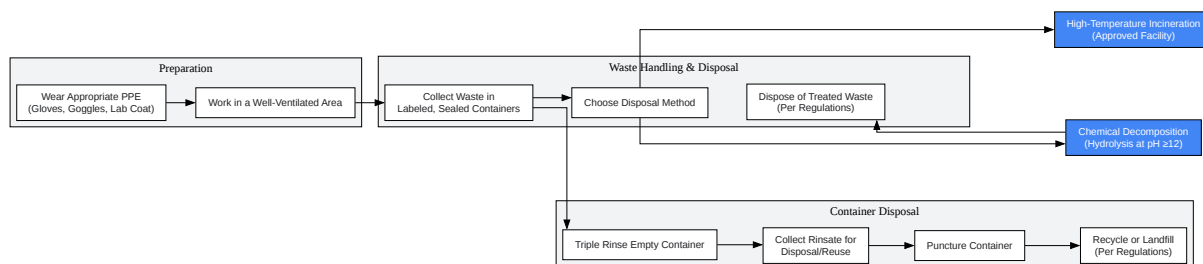 Preparation
Wear Appropriate PPE
(Gloves, Goggles, Lab Coat)
Work in a Well-Ventilated Area
Waste Handling & Disposal
Collect Waste in
Labeled, Sealed Containers
Choose Disposal Method
Dispose of Treated Waste
(Per Regulations)
High-Temperature Incineration
(Approved Facility)
Chemical Decomposition
(Hydrolysis at pH ≥12)
Container Disposal
Triple Rinse Empty Container
Collect Rinsate for
Disposal/Reuse
Puncture Container
Recycle or Landfill
(Per Regulations)